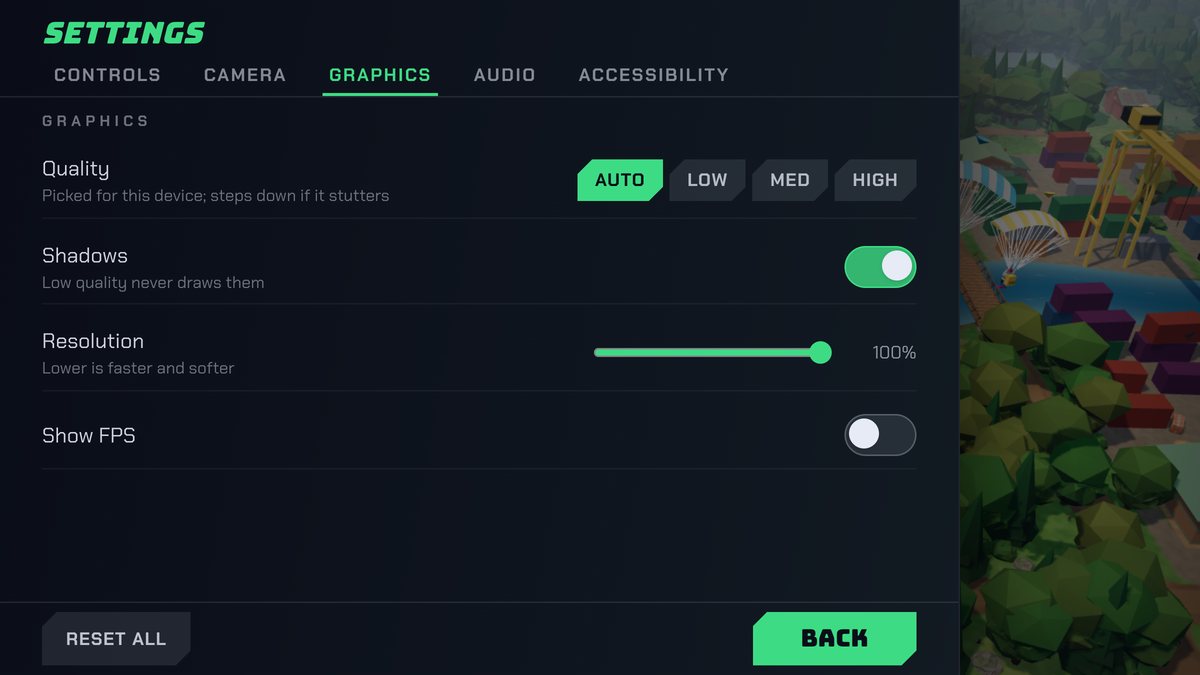 SETTINGS
CONTROLS CAMERA GRAPHICS AUDIO ACCESSIBILITY
GRAPHICS
Quality
Picked for this device; steps down if it stutters
AUTO LOW MED HIGH
Shadows
Low quality never draws them
Resolution
Lower is faster and softer
100%
Show FPS
RESET ALL BACK